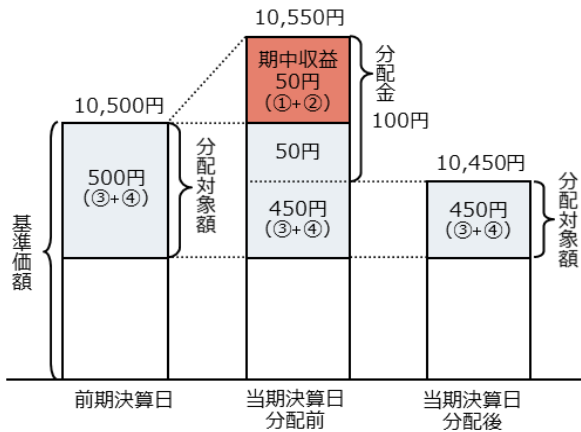 10,550円
期中収益
50円
(①+②)
分配金
100円
10,500円
500円
(③+④)
分配対象額
50円
450円
(③+④)
10,450円
450円
(③+④)
分配対象額
基準価額
前期決算日
当期決算日
分配前
当期決算日
分配後